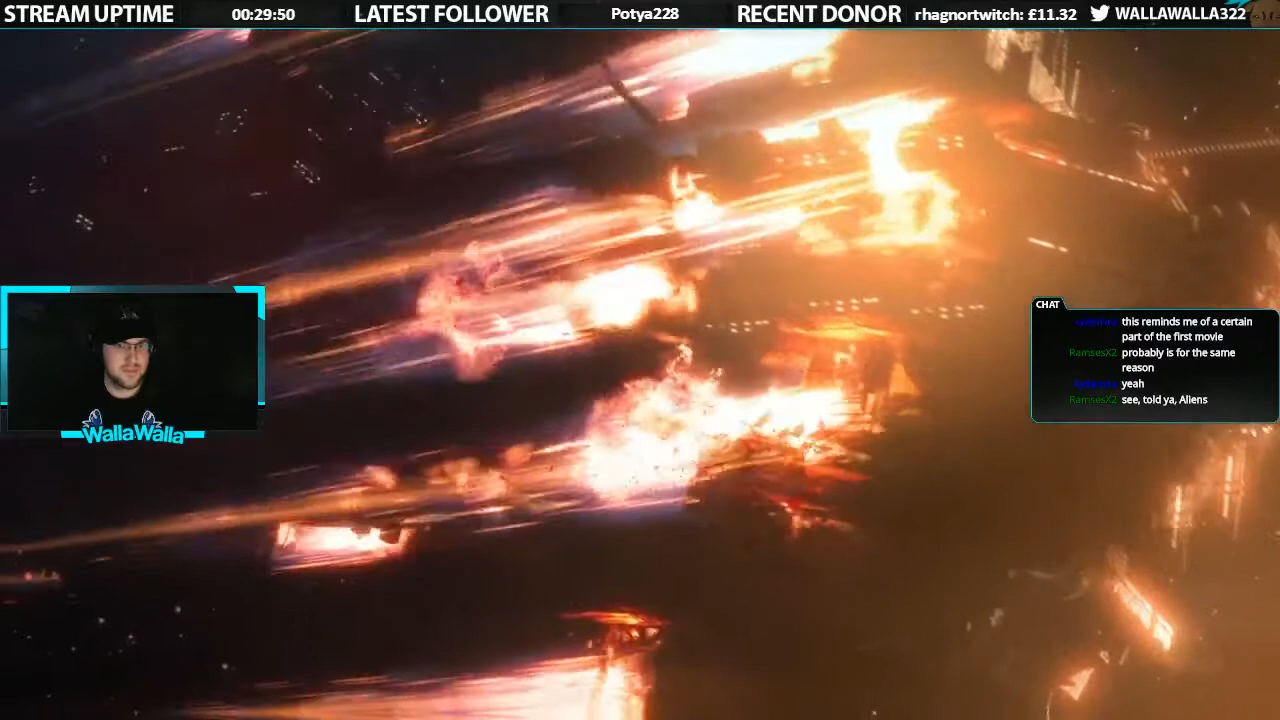 STREAM UPTIME 00:29:50 LATEST FOLLOWER Potya228 RECENT DONOR rhagnortwitch: £11.32 WALLAWALLA322
CHAT
this reminds me of a certain
part of the first movie
RamsesX2 probably is for the same
reason
yeah
RamsesX2 see, told ya, Aliens
WallaWalla